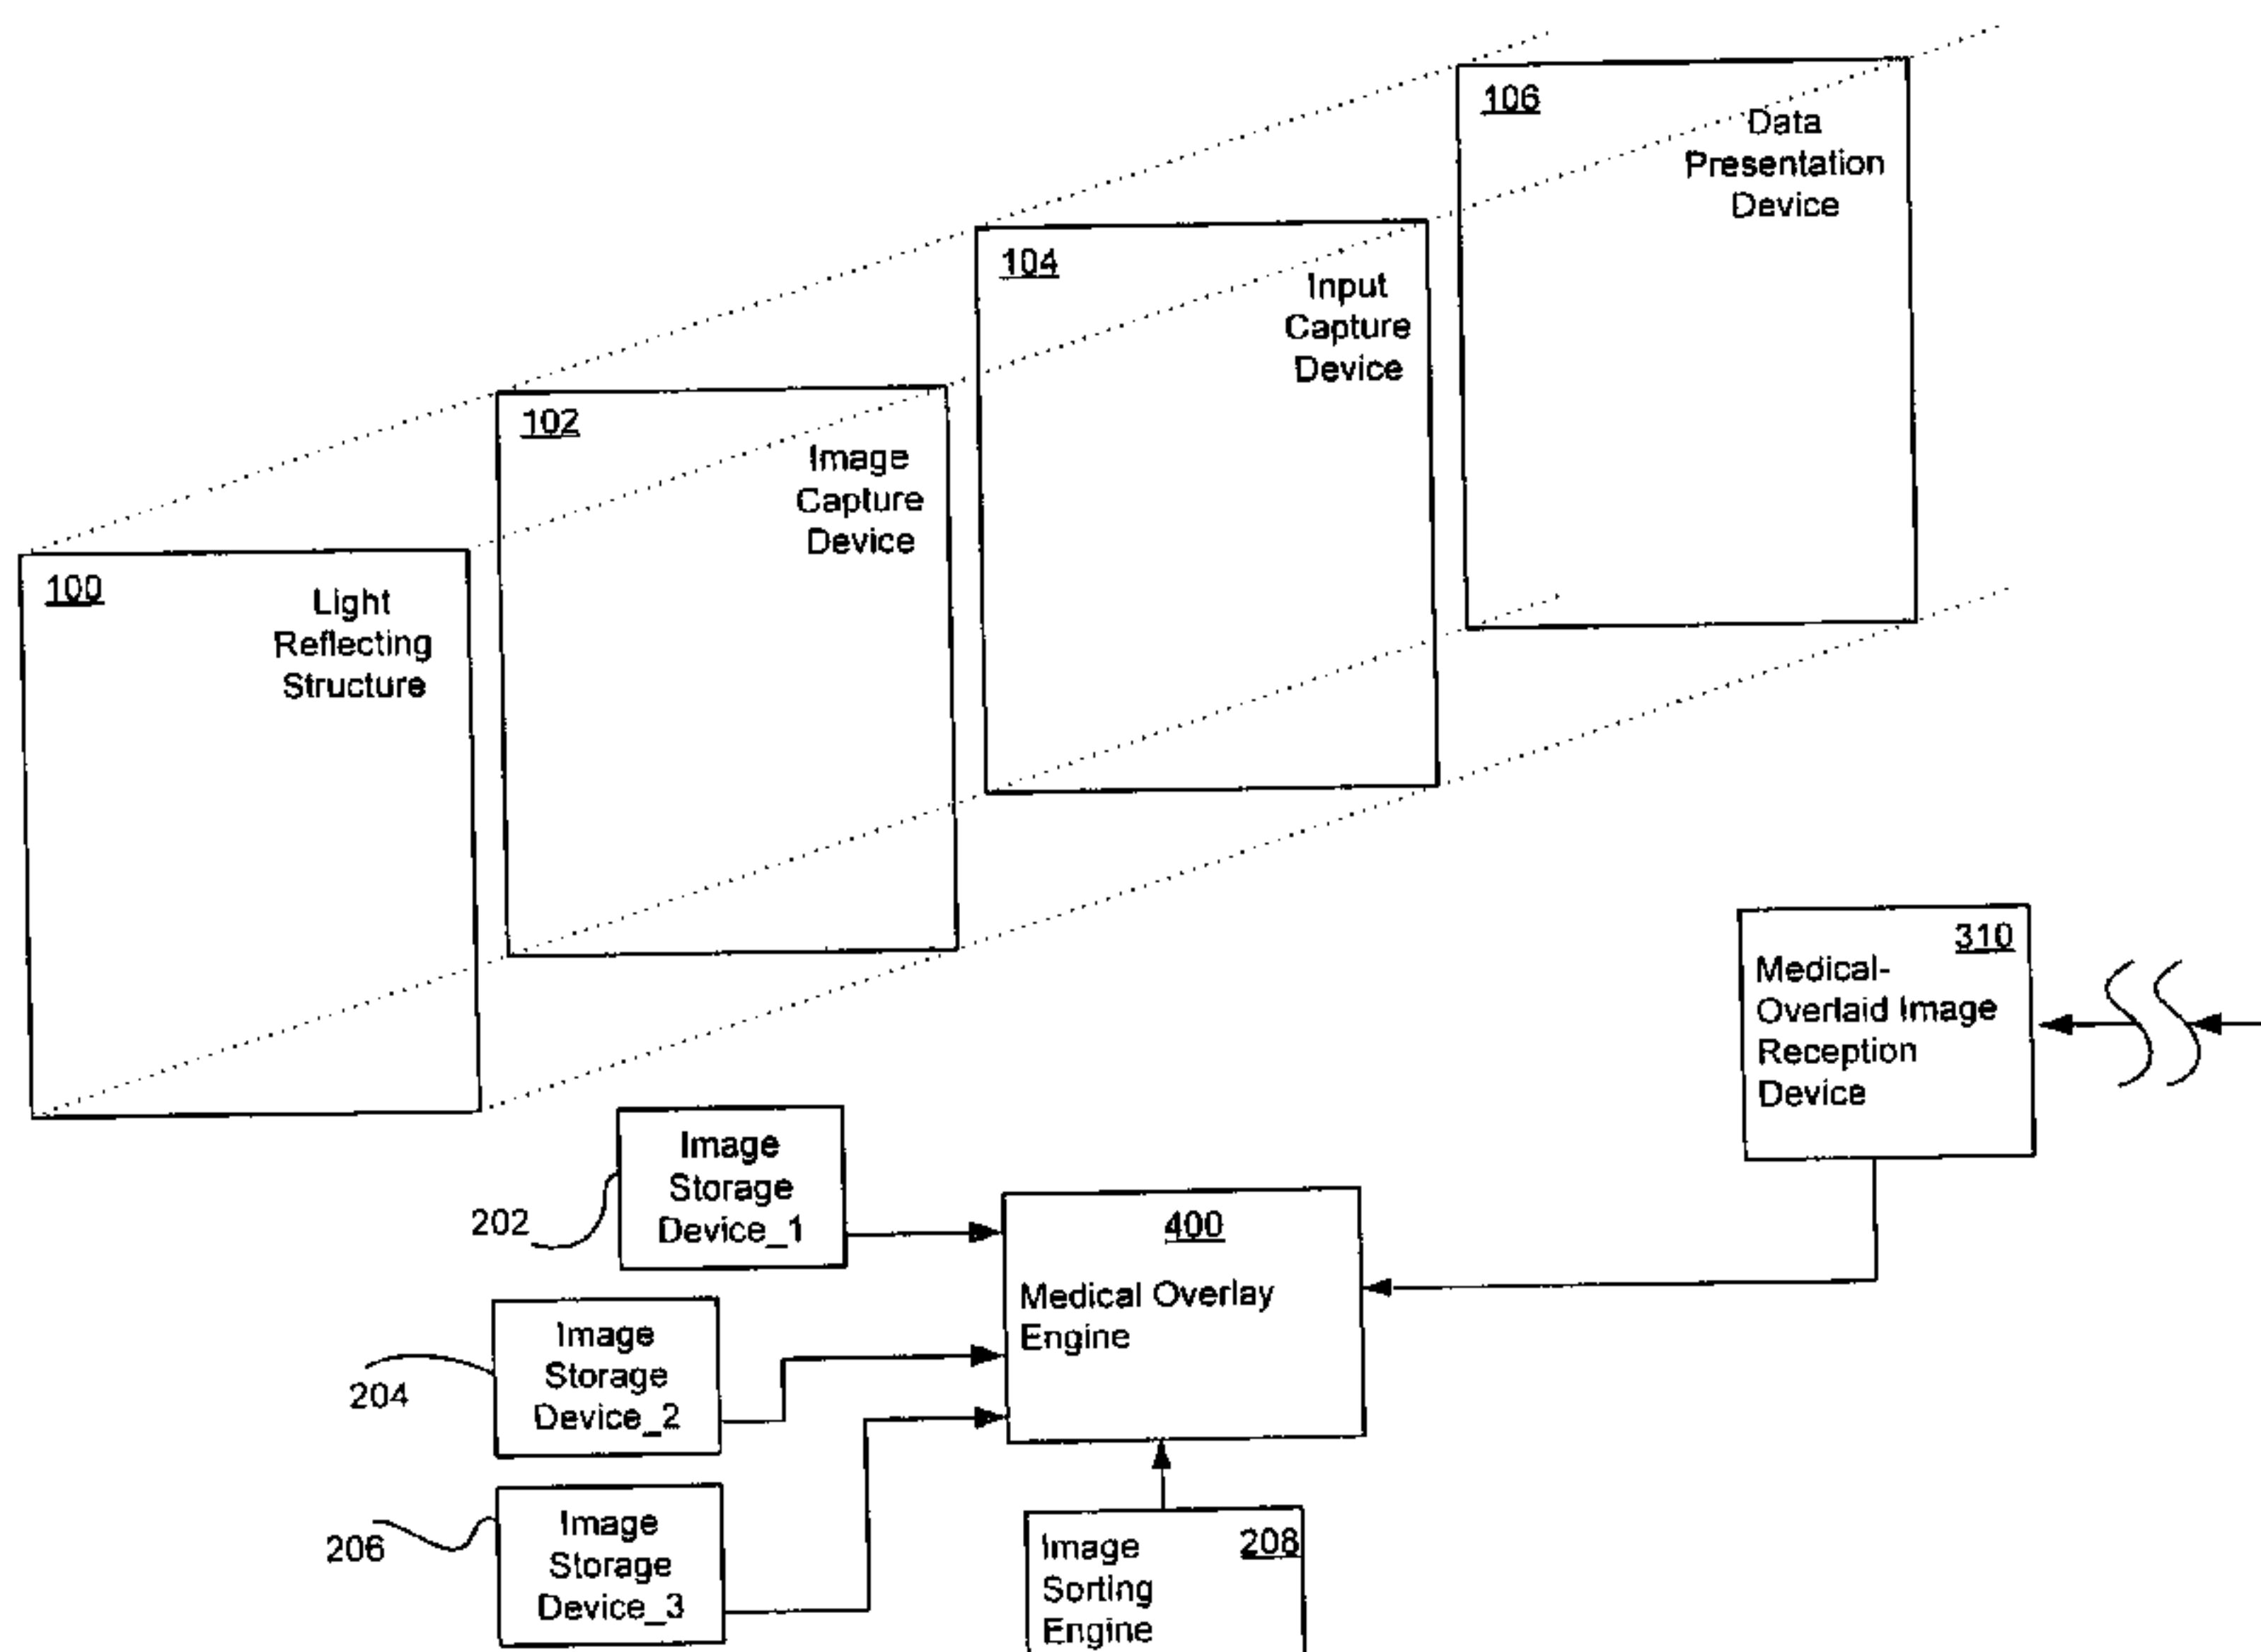 106
Data
Presentation
Device
104
Input
Capture
Device
102
Image
Capture
Device
100
Light
Reflecting
Structure
310
Medical-
Overlaid Image
Reception
Device
Image
Storage
Device_1
202
400
Medical Overlay
Engine
Image
Storage
Device_2
204
Image
Storage
Device_3
206
208
Image
Sorting
Engine